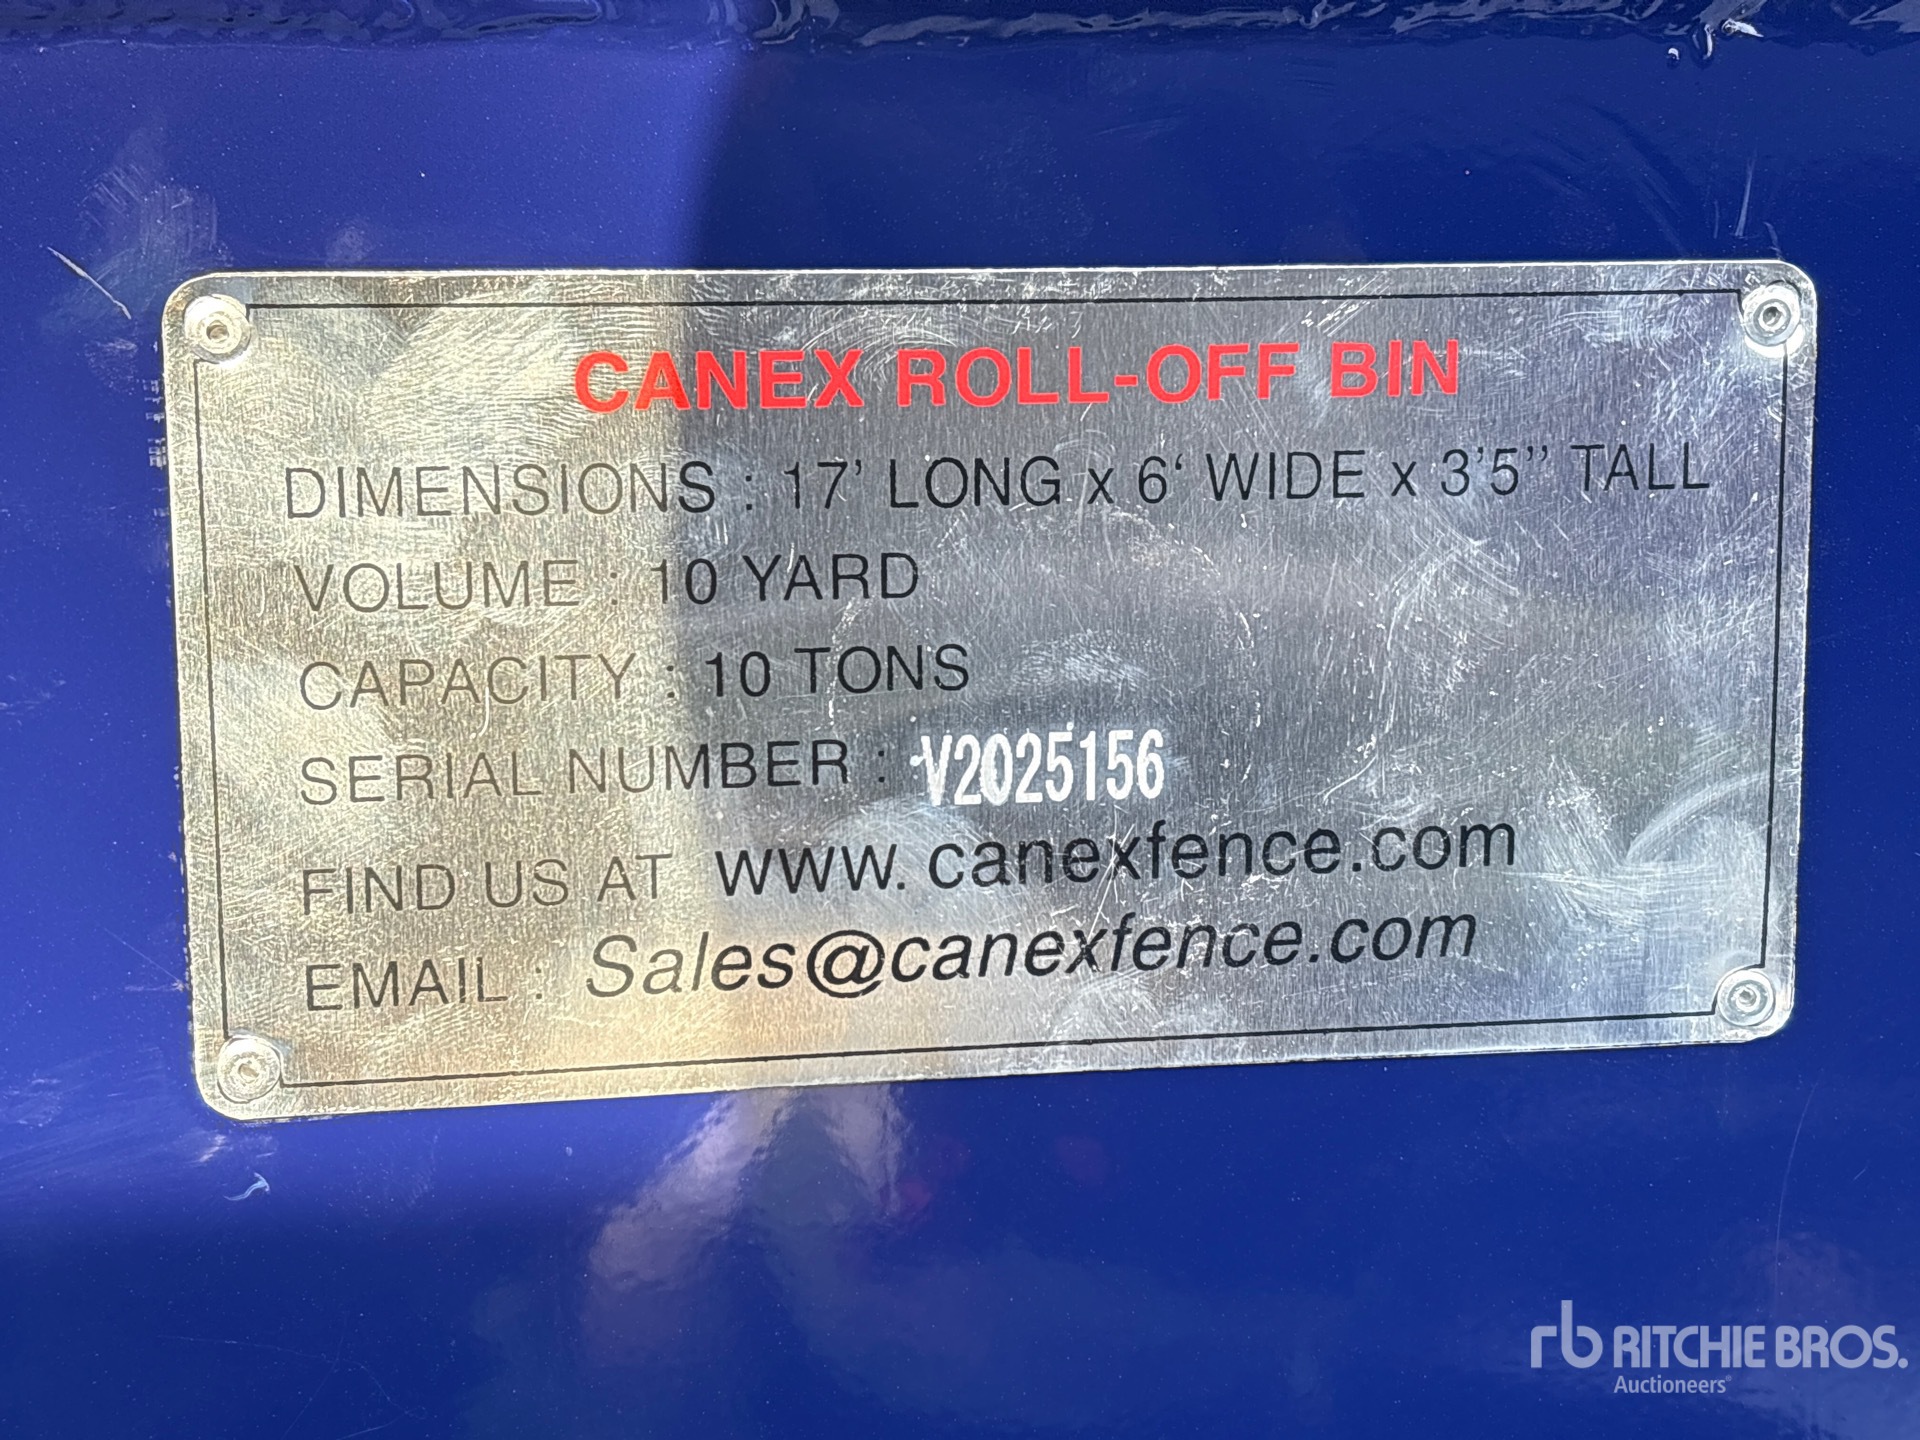 CANEX ROLL-OFF BIN
DIMENSIONS : 17' LONG x 6‘ WIDE x 3'5’’ TALL
VOLUME : 10 YARD
CAPACITY : 10 TONS
SERIAL NUMBER : V2025156
FIND US AT www. canexfence.com
EMAIL : Sales@canexfence.com
rb RITCHIE BROS.
Auctioneers